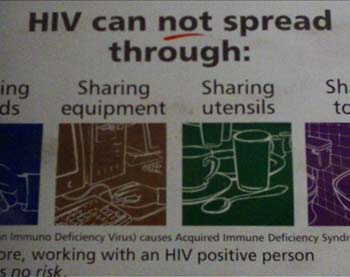 HIV can not spread
through:
ing Sharing Sharing Sh
ds equipment utensils to
n Immuno Deficiency Virus) causes Acquired Immune Deficiency Syndr
ore, working with an HIV positive person
s no risk.